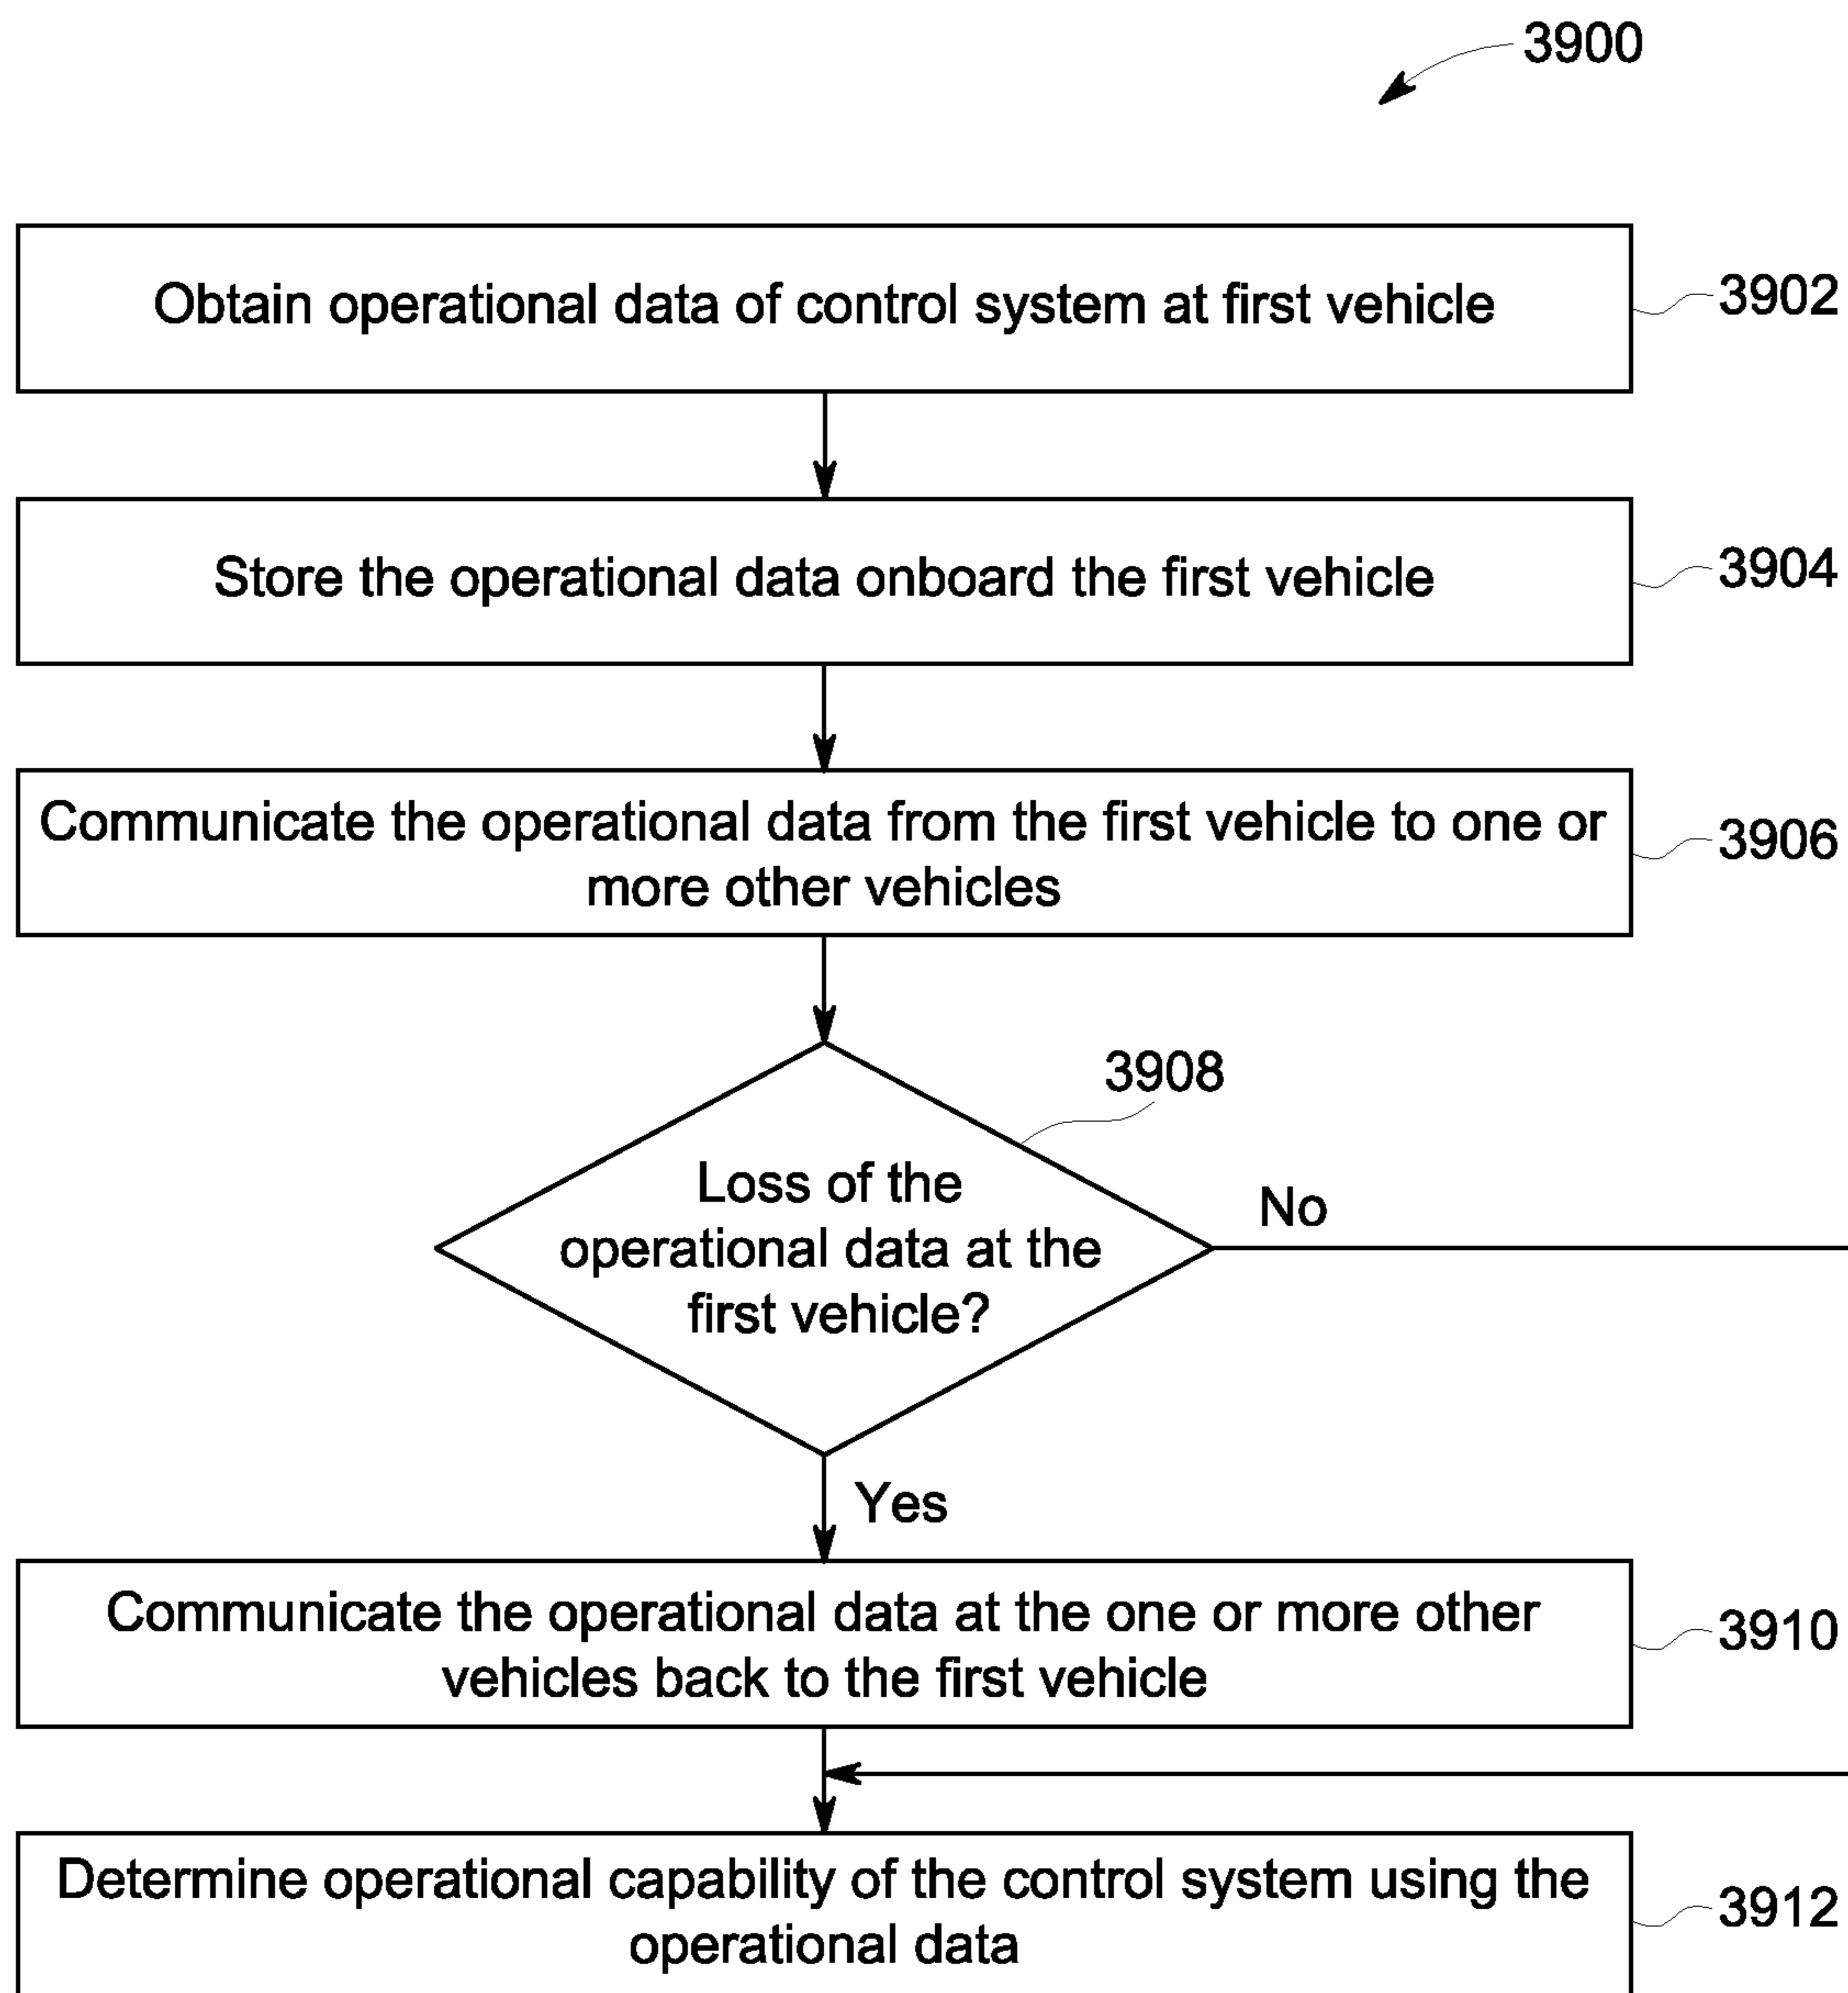 3900
Obtain operational data of control system at first vehicle
3902
Store the operational data onboard the first vehicle
3904
Communicate the operational data from the first vehicle to one or
more other vehicles
3906
3908
Loss of the
operational data at the
first vehicle?
No
Yes
Communicate the operational data at the one or more other
vehicles back to the first vehicle
3910
Determine operational capability of the control system using the
operational data
3912